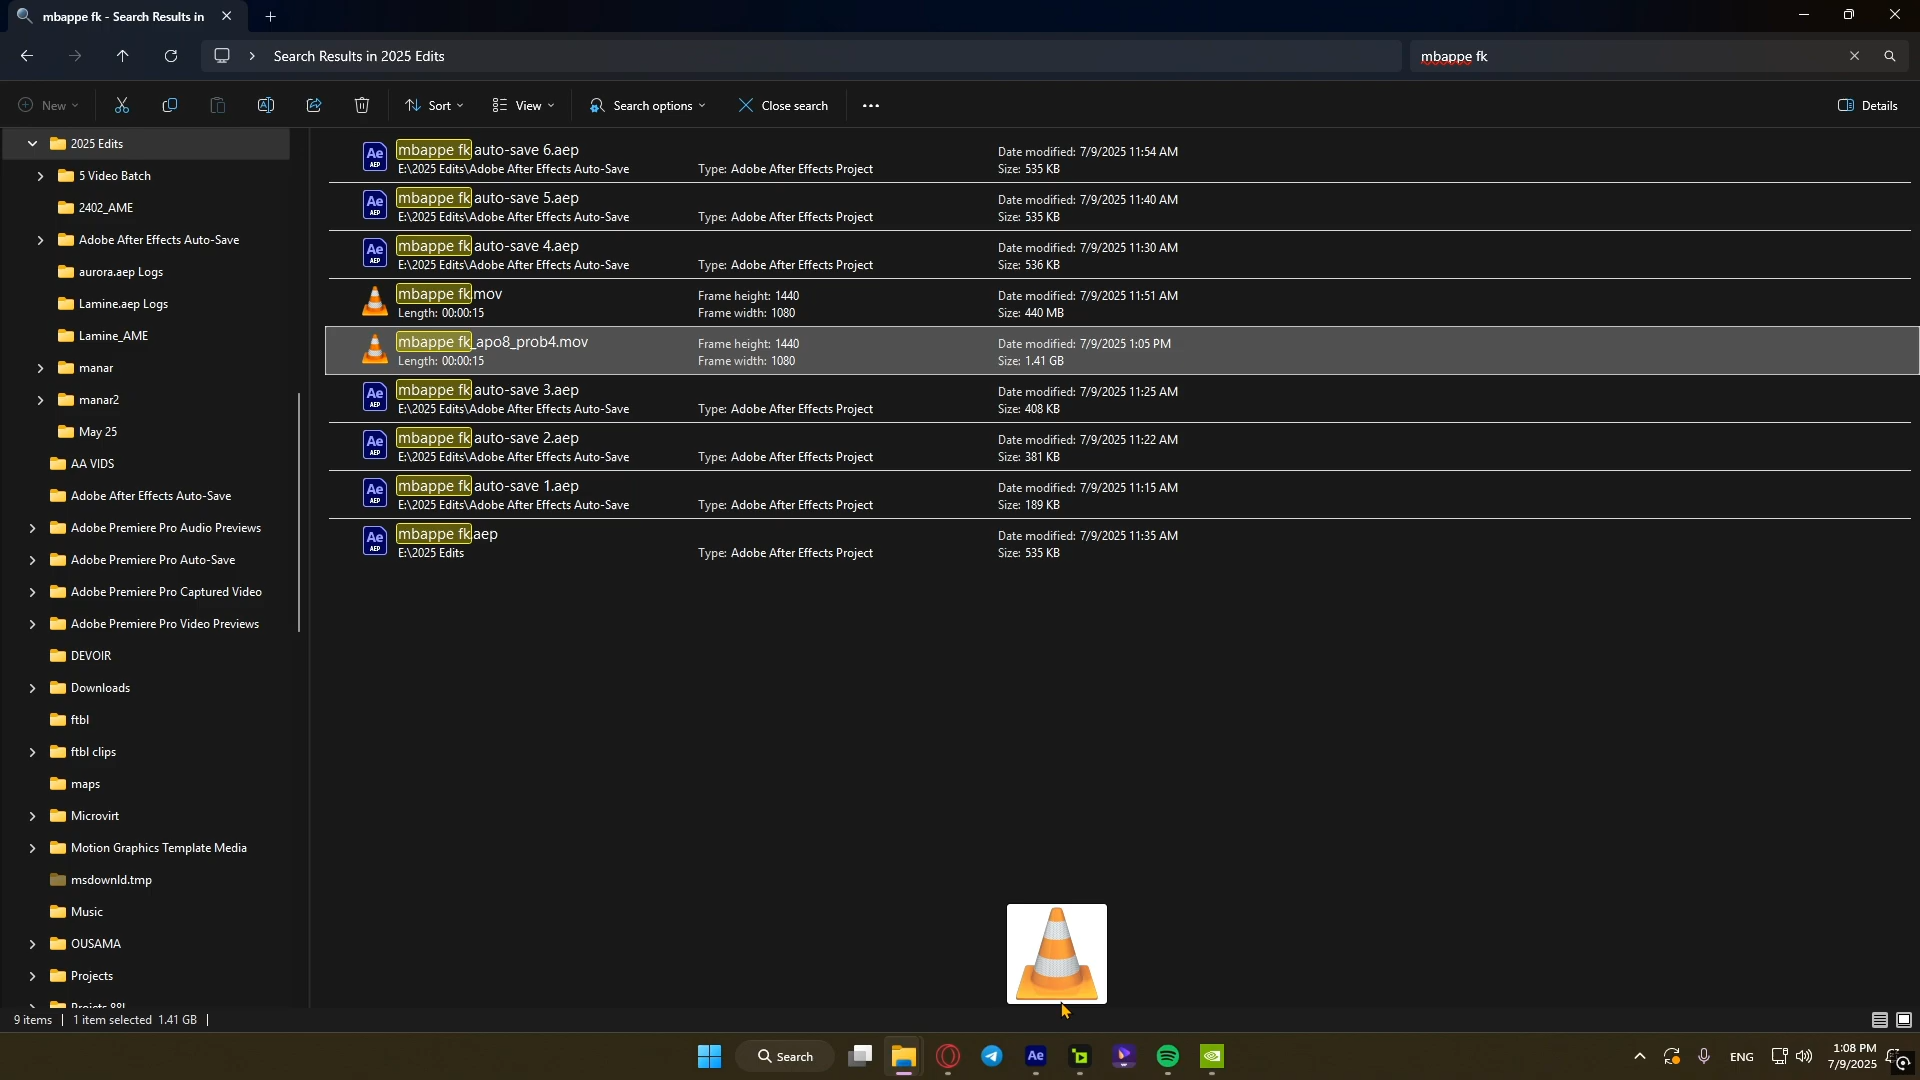 mbappe fk - Search Results in
Search Results in 2025 Edits
mbappe fk
New
Sort
View
Search options
Close search
Details
2025 Edits
5 Video Batch
2402_AME
Adobe After Effects Auto-Save
aurora.aep Logs
Lamine.aep Logs
Lamine_AME
manar
manar2
May 25
AA VIDS
Adobe After Effects Auto-Save
Adobe Premiere Pro Audio Previews
Adobe Premiere Pro Auto-Save
Adobe Premiere Pro Captured Video
Adobe Premiere Pro Video Previews
DEVOIR
Downloads
ftbl
ftbl clips
maps
Microvirt
Motion Graphics Template Media
msdownld.tmp
Music
OUSAMA
Projects
mbappe fk auto-save 6.aep
E:\2025 Edits\Adobe After Effects Auto-Save
Type: Adobe After Effects Project
Date modified: 7/9/2025 11:54 AM
Size: 535 KB
mbappe fk auto-save 5.aep
E:\2025 Edits\Adobe After Effects Auto-Save
Type: Adobe After Effects Project
Date modified: 7/9/2025 11:40 AM
Size: 535 KB
mbappe fk auto-save 4.aep
E:\2025 Edits\Adobe After Effects Auto-Save
Type: Adobe After Effects Project
Date modified: 7/9/2025 11:30 AM
Size: 536 KB
mbappe fk.mov
Length: 00:00:15
Frame height: 1440
Frame width: 1080
Date modified: 7/9/2025 11:51 AM
Size: 440 MB
mbappe fk_apo8_prob4.mov
Length: 00:00:15
Frame height: 1440
Frame width: 1080
Date modified: 7/9/2025 1:05 PM
Size: 1.41 GB
mbappe fk auto-save 3.aep
E:\2025 Edits\Adobe After Effects Auto-Save
Type: Adobe After Effects Project
Date modified: 7/9/2025 11:25 AM
Size: 408 KB
mbappe fk auto-save 2.aep
E:\2025 Edits\Adobe After Effects Auto-Save
Type: Adobe After Effects Project
Date modified: 7/9/2025 11:22 AM
Size: 381 KB
mbappe fk auto-save 1.aep
E:\2025 Edits\Adobe After Effects Auto-Save
Type: Adobe After Effects Project
Date modified: 7/9/2025 11:15 AM
Size: 189 KB
mbappe fk.aep
E:\2025 Edits
Type: Adobe After Effects Project
Date modified: 7/9/2025 11:35 AM
Size: 535 KB
9 items
1 item selected 1.41 GB
Search
Ae
ENG
1:08 PM
7/9/2025